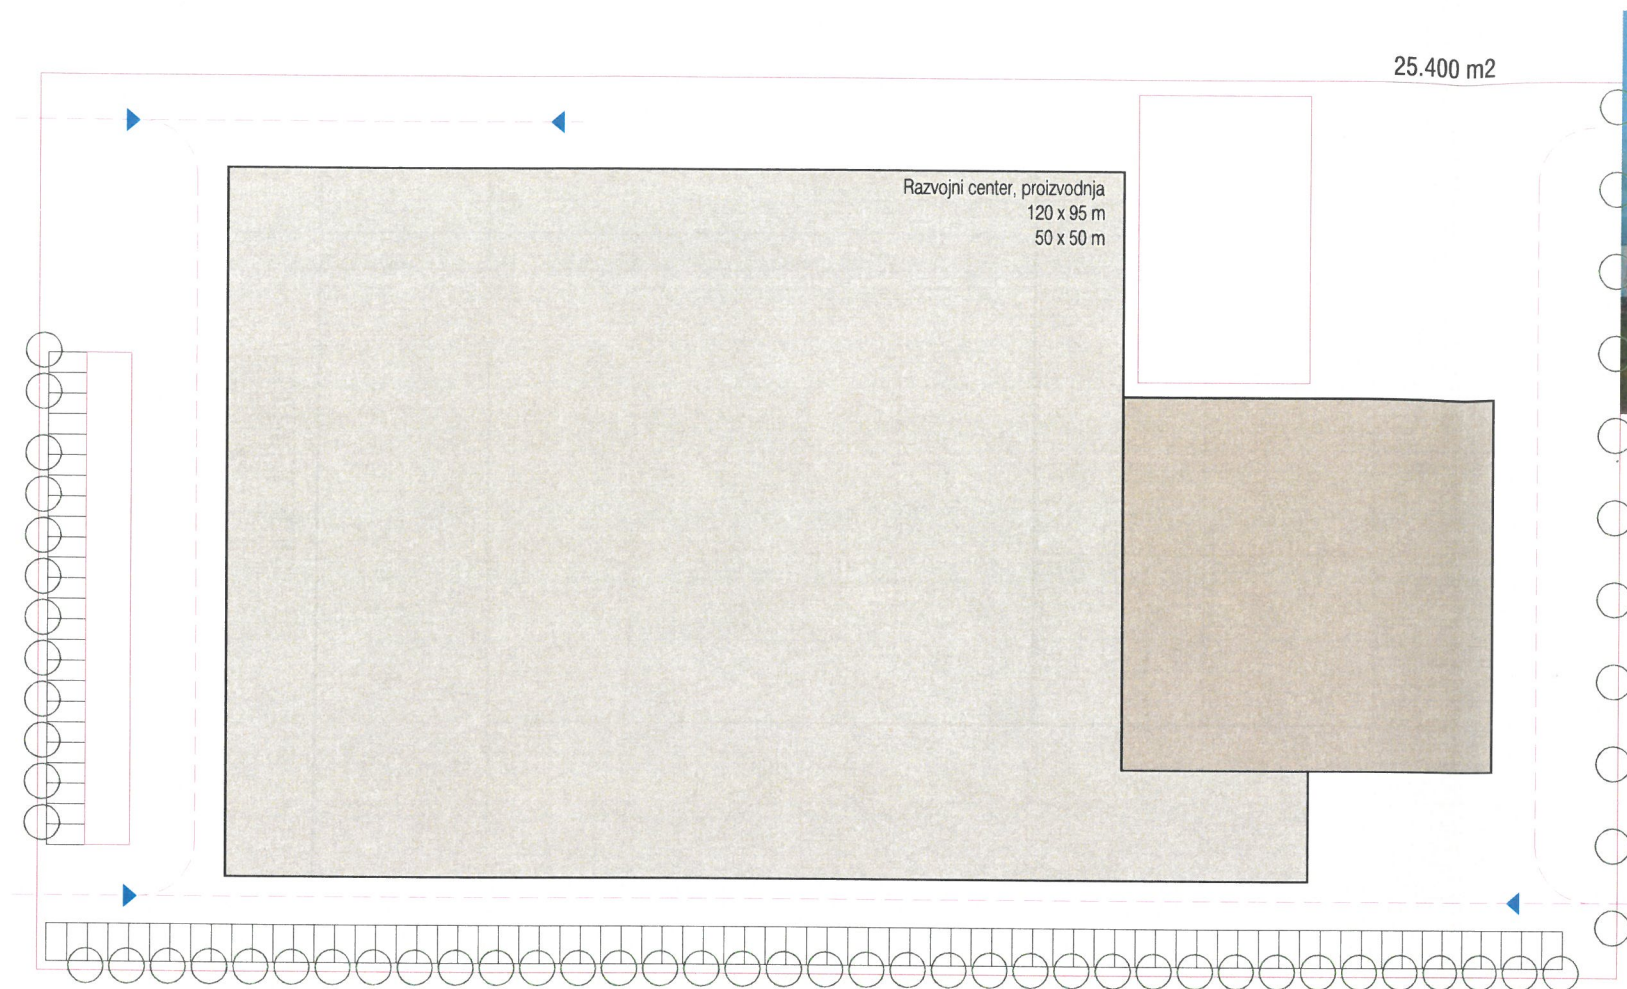 25.400 m2
Razvojni center, proizvodnja
120 x 95 m
50 x 50 m